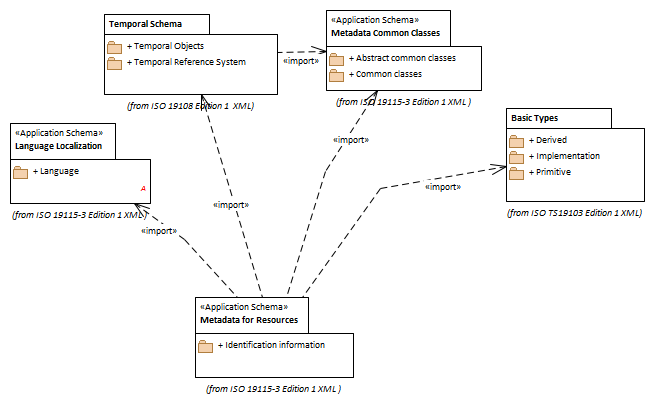 Temporal Schema
+ Temporal Objects
+ Temporal Reference System
(from ISO 19108 Edition 1 XML)
«import»
«Application Schema»
Metadata Common Classes
+ Abstract common classes
+ Common classes
(from ISO 19115-3 Edition 1 XML )
«import»
Basic Types
+ Derived
+ Implementation
+ Primitive
(from ISO TS19103 Edition 1 XML)
«import»
«Application Schema»
Language Localization
+ Language
A
(from ISO 19115-3 Edition 1 XML )
«import»
«import»
«Application Schema»
Metadata for Resources
+ Identification information
(from ISO 19115-3 Edition 1 XML )